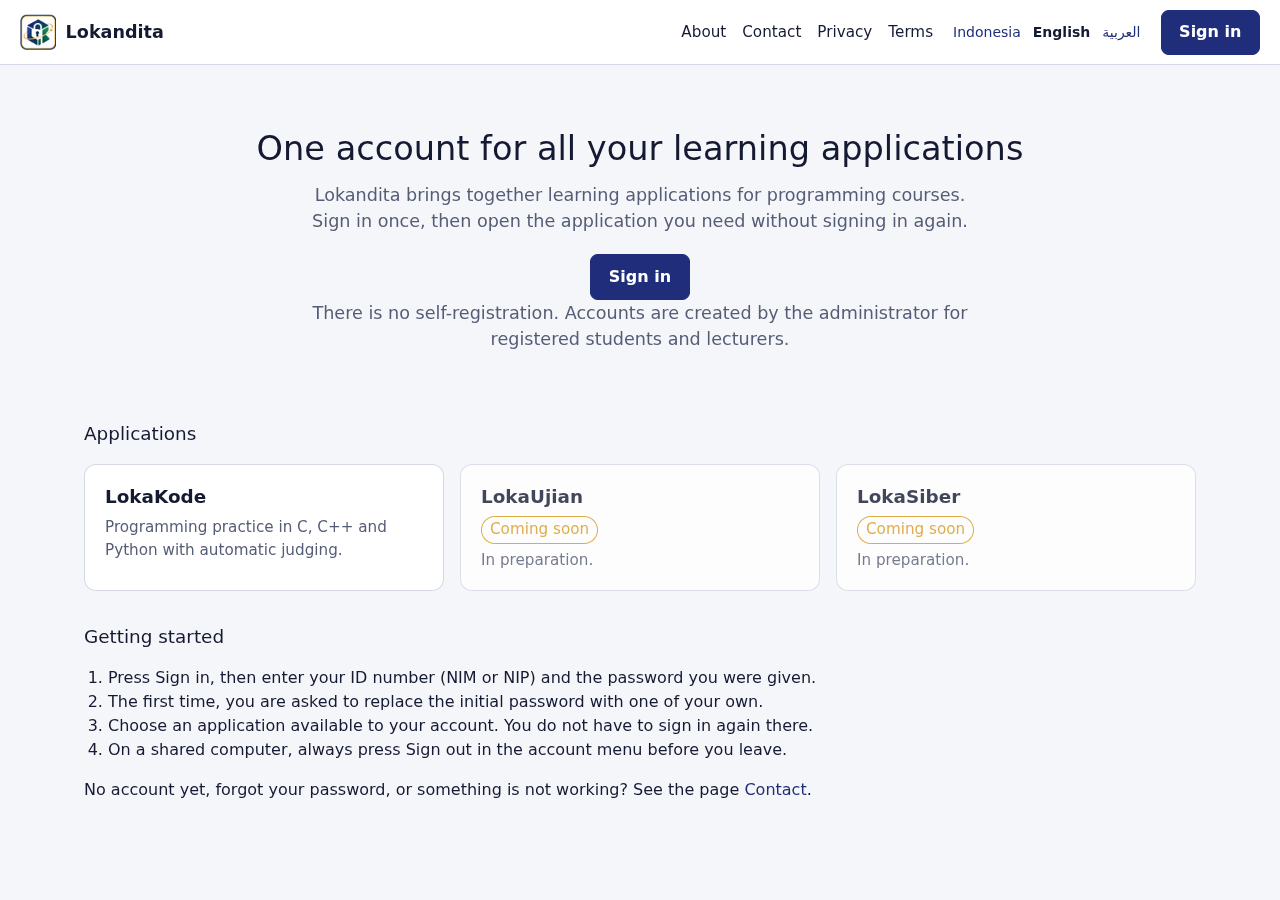 Lokandita
About Contact Privacy Terms Indonesia English العربية Sign in
One account for all your learning applications
Lokandita brings together learning applications for programming courses.
Sign in once, then open the application you need without signing in again.
Sign in
There is no self-registration. Accounts are created by the administrator for
registered students and lecturers.
Applications
LokaKode
Programming practice in C, C++ and
Python with automatic judging.
LokaUjian
Coming soon
In preparation.
LokaSiber
Coming soon
In preparation.
Getting started
1. Press Sign in, then enter your ID number (NIM or NIP) and the password you were given.
2. The first time, you are asked to replace the initial password with one of your own.
3. Choose an application available to your account. You do not have to sign in again there.
4. On a shared computer, always press Sign out in the account menu before you leave.
No account yet, forgot your password, or something is not working? See the page Contact.